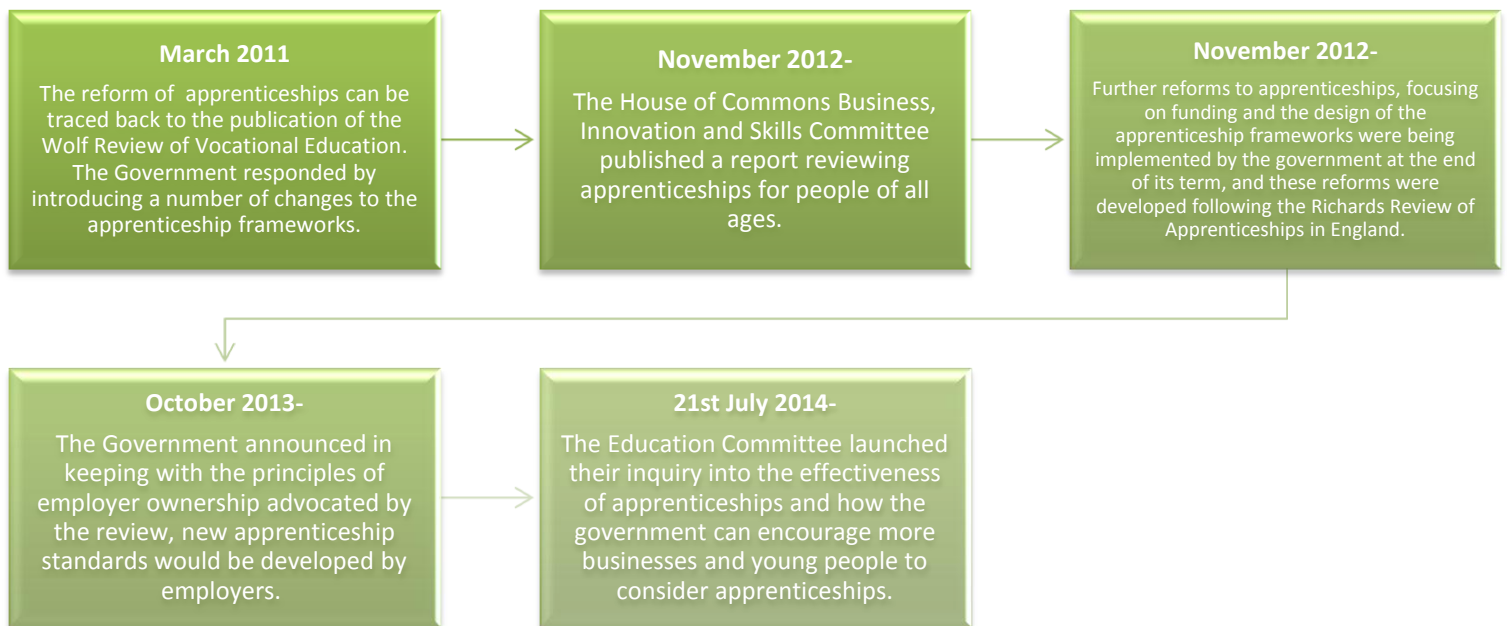 March 2011
The reform of apprenticeships can be
traced back to the publication of the
Wolf Review of Vocational Education.
The Government responded by
introducing a number of changes to the
apprenticeship frameworks.
November 2012-
The House of Commons Business,
Innovation and Skills Committee
published a report reviewing
apprenticeships for people of all
ages.
November 2012-
Further reforms to apprenticeships, focusing
on funding and the design of the
apprenticeship frameworks were being
implemented by the government at the end
of its term, and these reforms were
developed following the Richards Review of
Apprenticeships in England.
October 2013-
The Government announced in
keeping with the principles of
employer ownership advocated by
the review, new apprenticeship
standards would be developed by
employers.
21st July 2014-
The Education Committee launched
their inquiry into the effectiveness
of apprenticeships and how the
government can encourage more
businesses and young people to
consider apprenticeships.